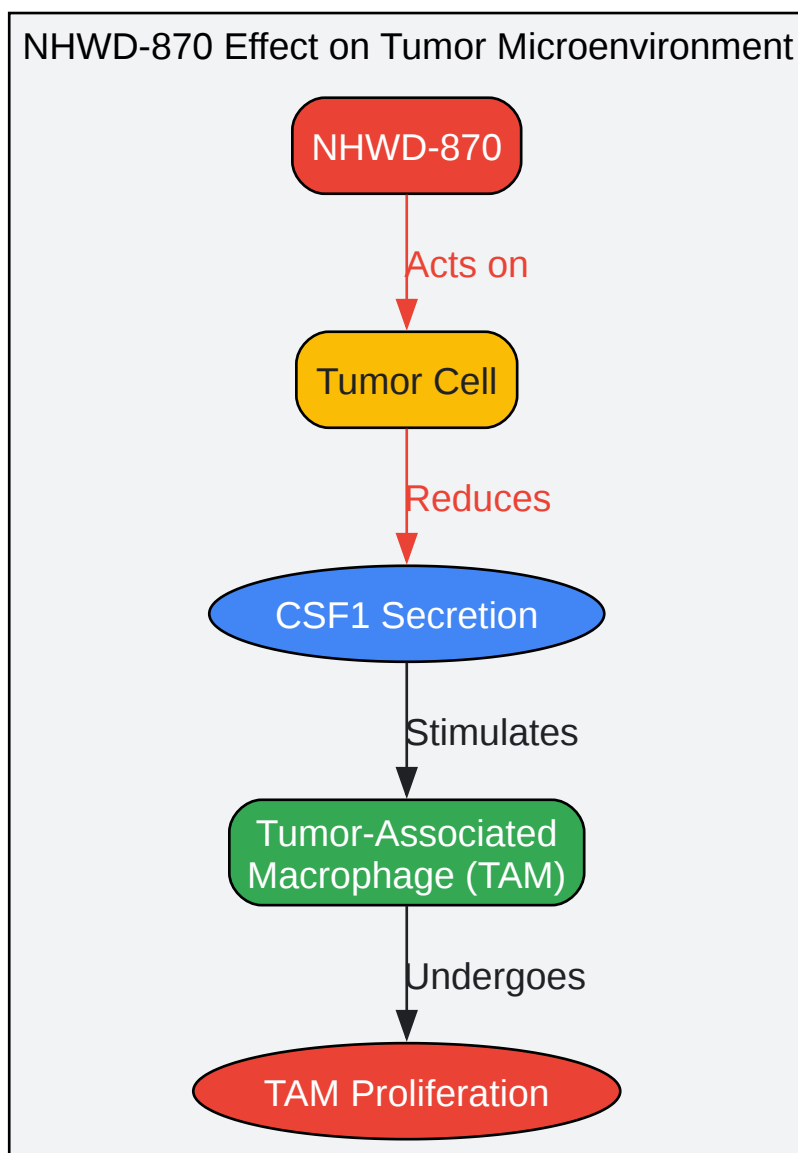 NHWD-870 Effect on Tumor Microenvironment
NHWD-870
Acts on
Tumor Cell
Reduces
CSF1 Secretion
Stimulates
Tumor-Associated
Macrophage (TAM)
Undergoes
TAM Proliferation